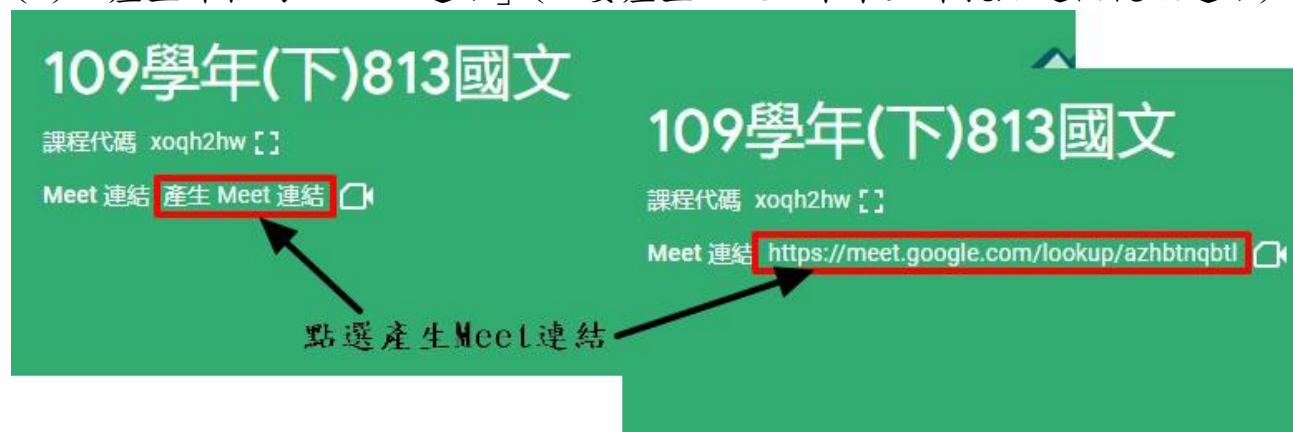 109學年(下)813國文
課程代碼 xoqh2hw
Meet 連結 產生 Meet 連結
109學年(下)813國文
課程代碼 xoqh2hw
Meet 連結 https://meet.google.com/lookup/azhbtnqbtl
點選產生Meet連結